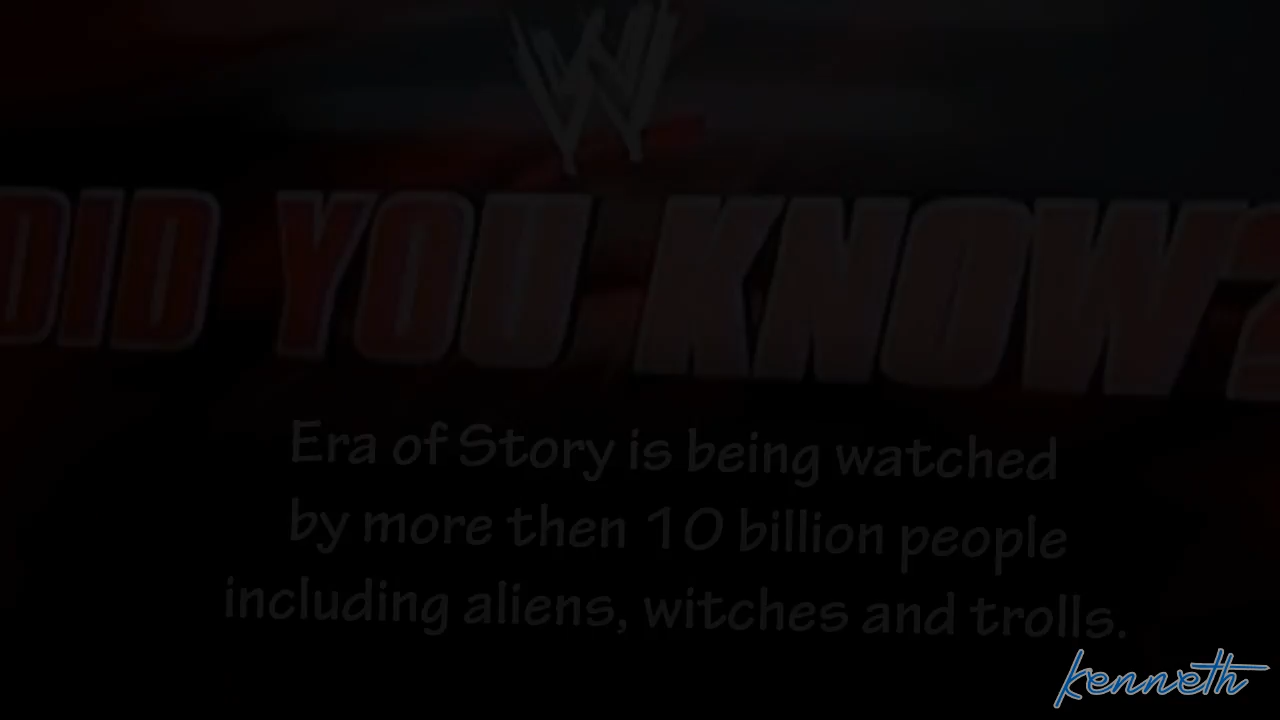 W
DID YOU KNOW?
Era of Story is being watched
by more then 10 billion people
including aliens, witches and trolls.
kenneth